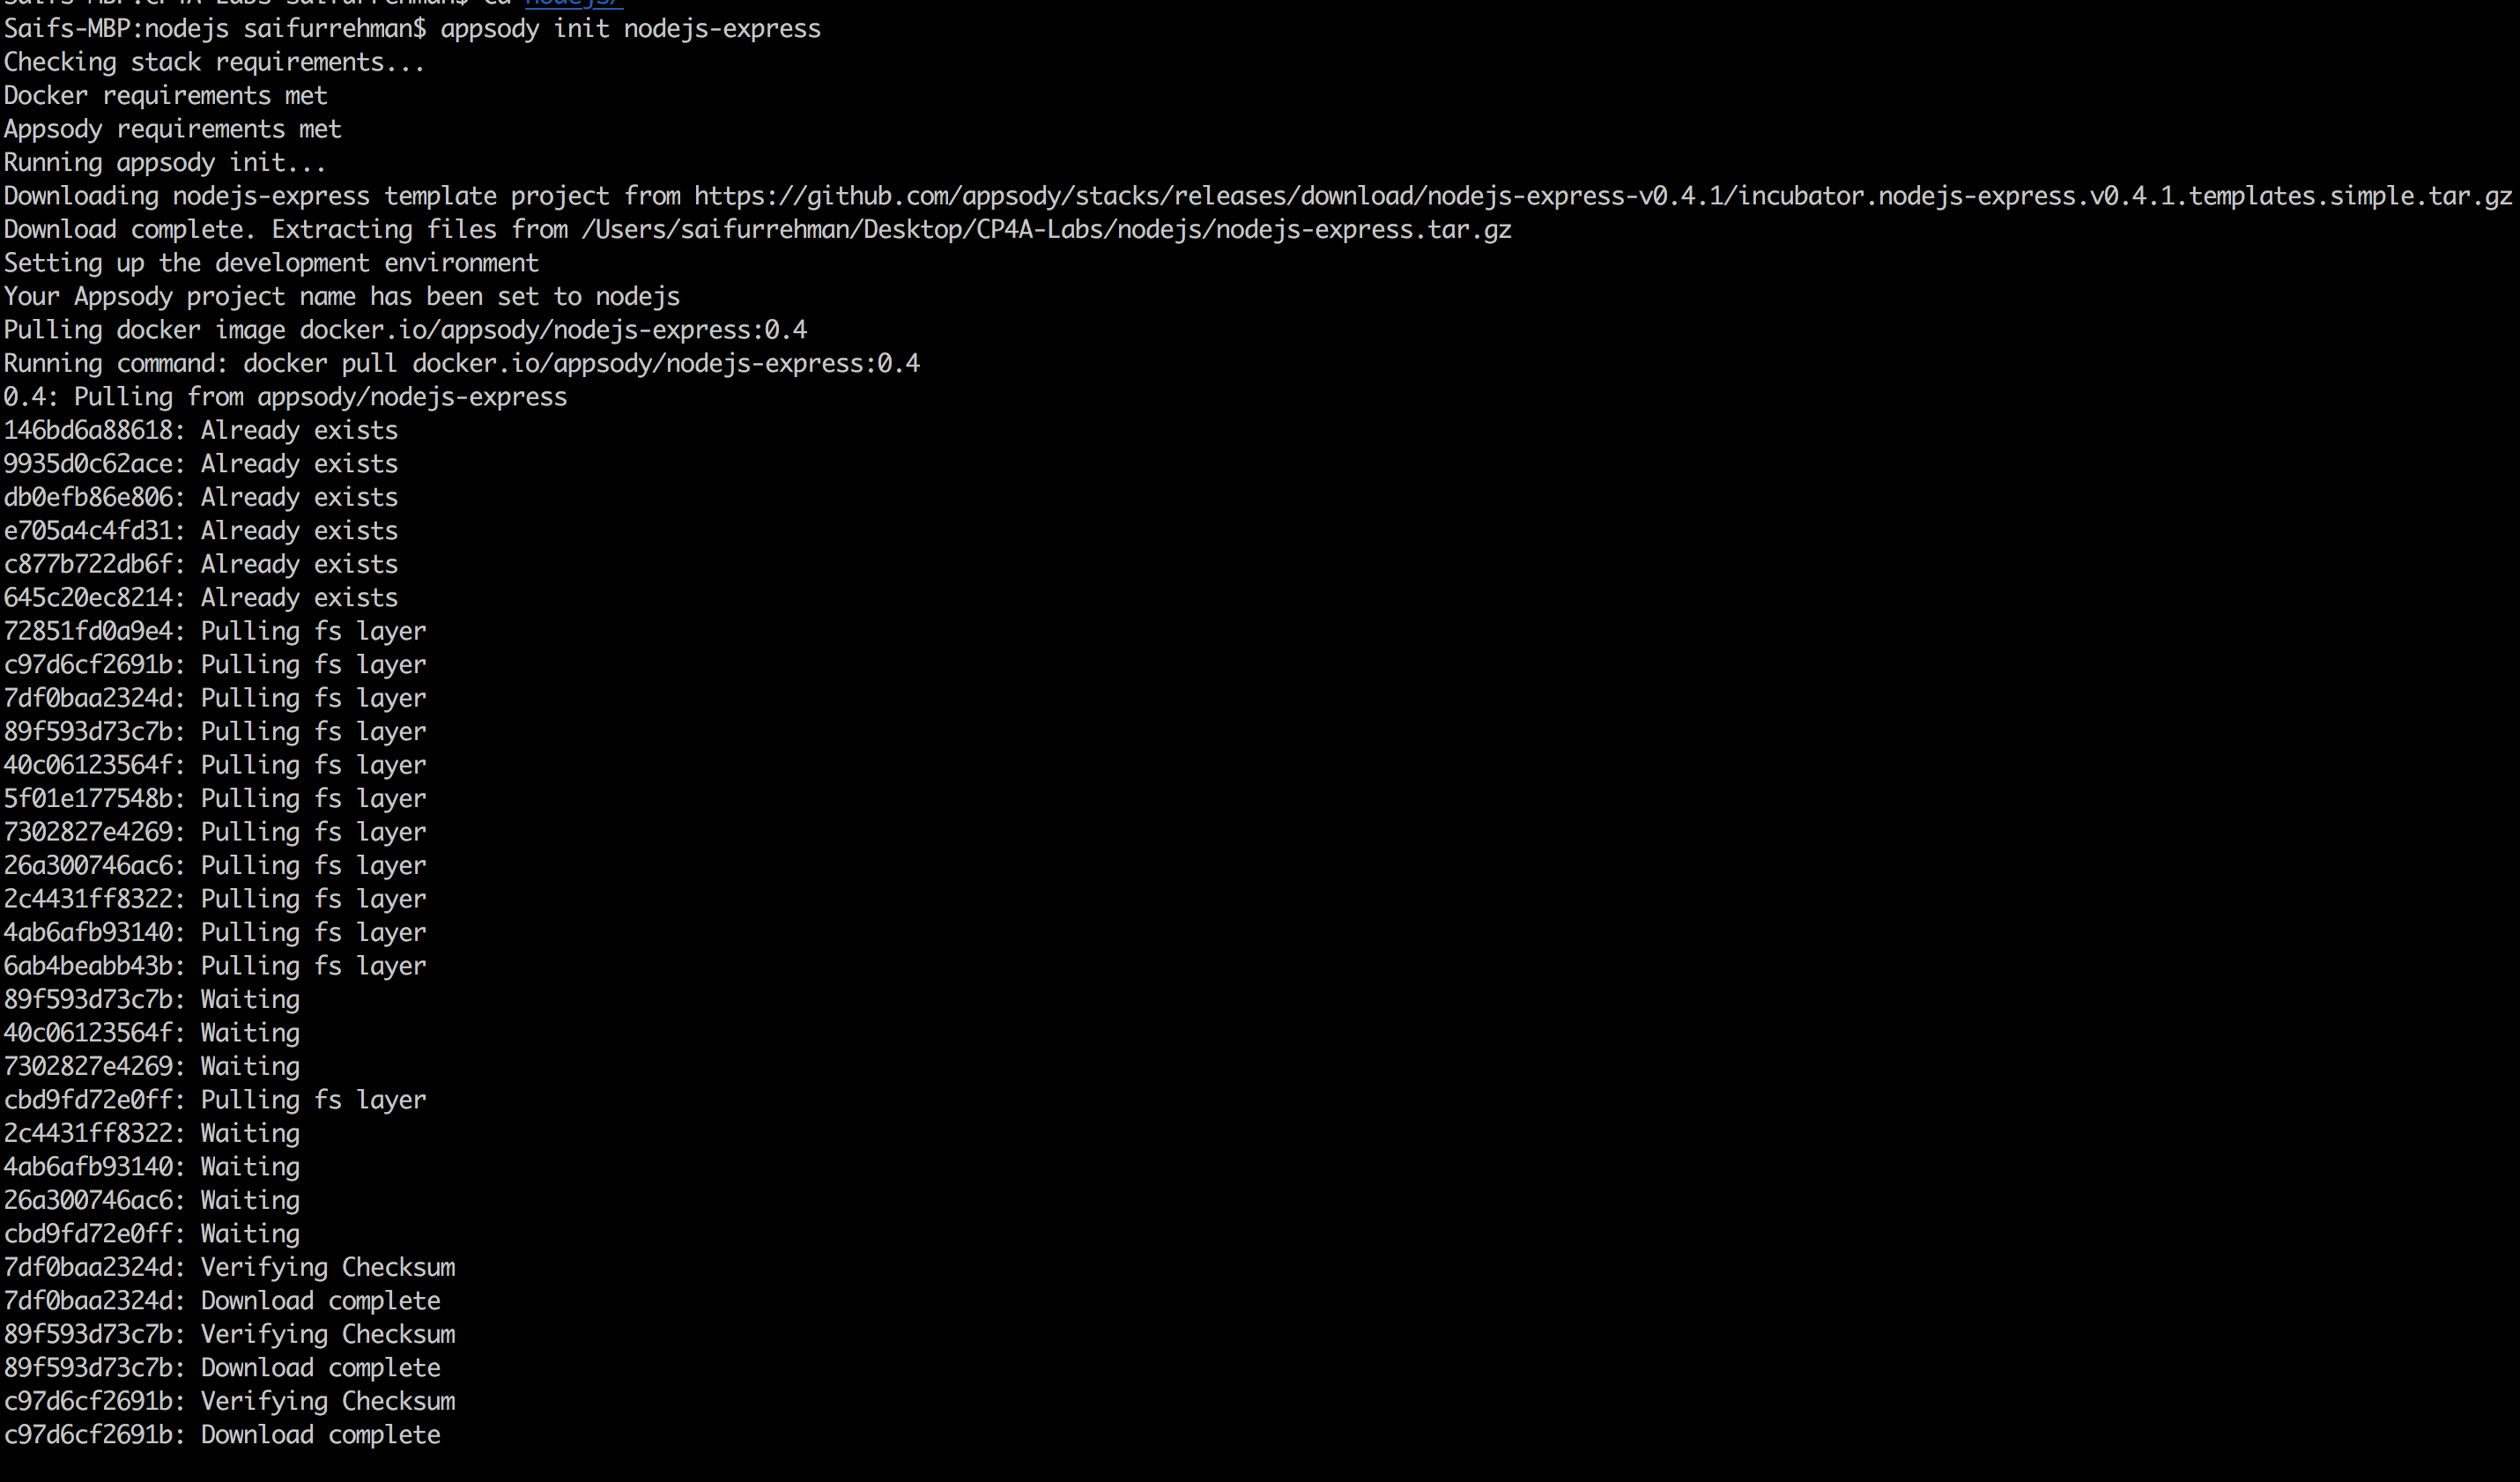 Saifs-MBP:CP4A-Labs saifurrehman$ cd nodejs/
Saifs-MBP:nodejs saifurrehman$ appsody init nodejs-express
Checking stack requirements...
Docker requirements met
Appsody requirements met
Running appsody init...
Downloading nodejs-express template project from https://github.com/appsody/stacks/releases/download/nodejs-express-v0.4.1/incubator.nodejs-express.v0.4.1.templates.simple.tar.gz
Download complete. Extracting files from /Users/saifurrehman/Desktop/CP4A-Labs/nodejs/nodejs-express.tar.gz
Setting up the development environment
Your Appsody project name has been set to nodejs
Pulling docker image docker.io/appsody/nodejs-express:0.4
Running command: docker pull docker.io/appsody/nodejs-express:0.4
0.4: Pulling from appsody/nodejs-express
146bd6a88618: Already exists
9935d0c62ace: Already exists
db0efb86e806: Already exists
e705a4c4fd31: Already exists
c877b722db6f: Already exists
645c20ec8214: Already exists
72851fd0a9e4: Pulling fs layer
c97d6cf2691b: Pulling fs layer
7df0baa2324d: Pulling fs layer
89f593d73c7b: Pulling fs layer
40c06123564f: Pulling fs layer
5f01e177548b: Pulling fs layer
7302827e4269: Pulling fs layer
26a300746ac6: Pulling fs layer
2c4431ff8322: Pulling fs layer
4ab6afb93140: Pulling fs layer
6ab4beabb43b: Pulling fs layer
89f593d73c7b: Waiting
40c06123564f: Waiting
7302827e4269: Waiting
cbd9fd72e0ff: Pulling fs layer
2c4431ff8322: Waiting
4ab6afb93140: Waiting
26a300746ac6: Waiting
cbd9fd72e0ff: Waiting
7df0baa2324d: Verifying Checksum
7df0baa2324d: Download complete
89f593d73c7b: Verifying Checksum
89f593d73c7b: Download complete
c97d6cf2691b: Verifying Checksum
c97d6cf2691b: Download complete